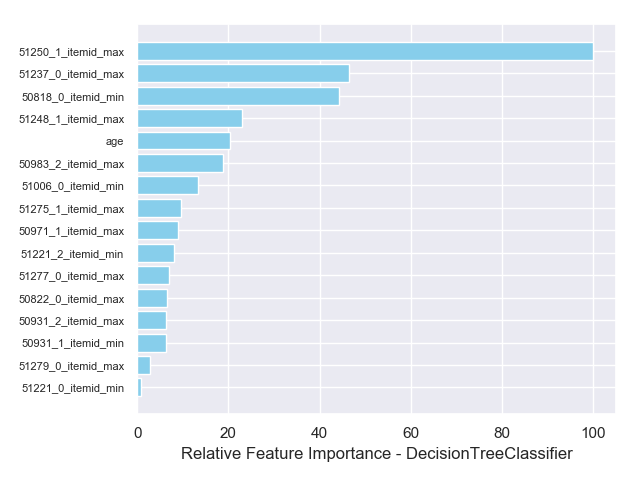 51250_1_itemid_max
51237_0_itemid_max
50818_0_itemid_min
51248_1_itemid_max
age
50983_2_itemid_max
51006_0_itemid_min
51275_1_itemid_max
50971_1_itemid_max
51221_2_itemid_min
51277_0_itemid_max
50822_0_itemid_max
50931_2_itemid_max
50931_1_itemid_min
51279_0_itemid_max
51221_0_itemid_min
0 20 40 60 80 100
Relative Feature Importance - DecisionTreeClassifier